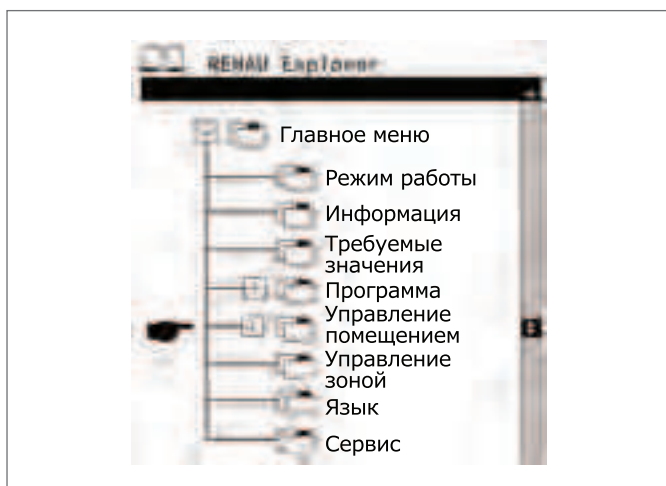 REHAU Explorer
Главное меню
Режим работы
Информация
Требуемые
значения
Программа
Управление
помещением
Управление
зоной
Язык
Сервис